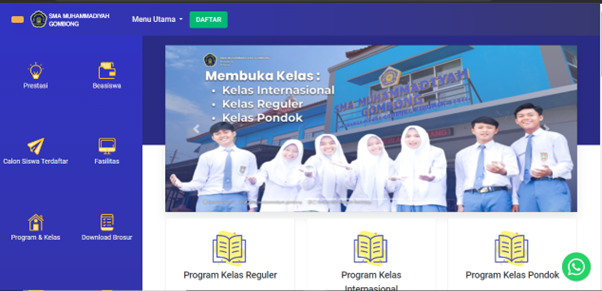 SMA MUHAMMADIYAH
GOMBONG
Menu Utama
DAFTAR
Prestasi
Beasiswa
Calon Siswa Terdaftar
Fasilitas
Program & Kelas
Download Brosur
Membuka Kelas :
• Kelas Internasional
• Kelas Reguler
• Kelas Pondok
SMA MUHAMMADIYAH
GOMBONG
Program Kelas Reguler
Program Kelas
Internasional
Program Kelas Pondok